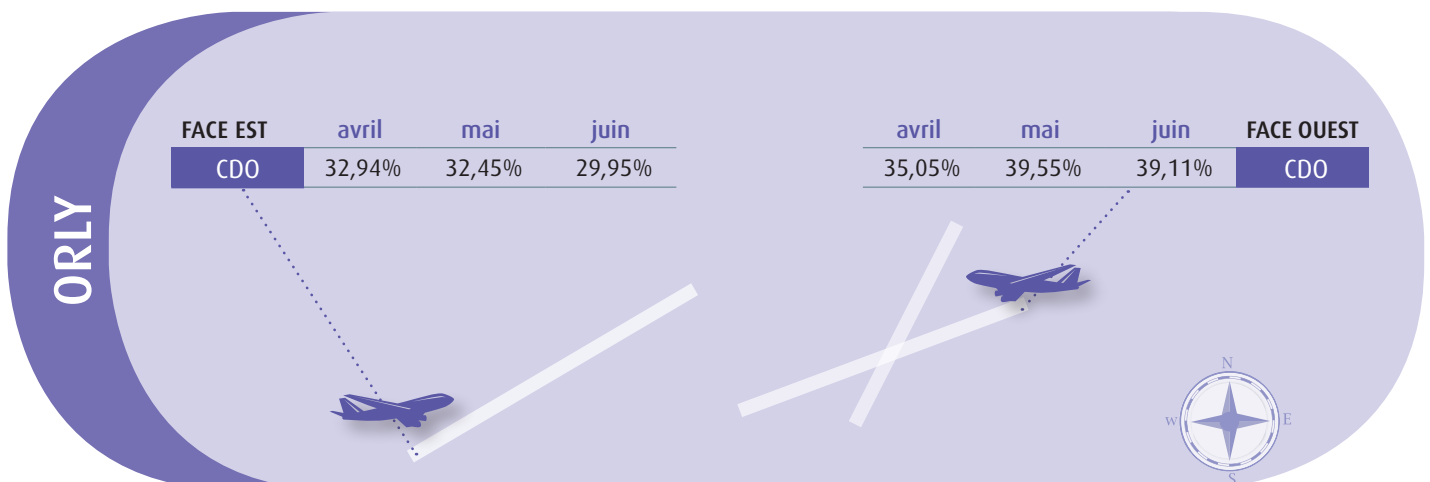 ORLY
FACE EST avril mai juin
CDO 32,94% 32,45% 29,95%
avril mai juin FACE OUEST
35,05% 39,55% 39,11% CDO
N
W E
S